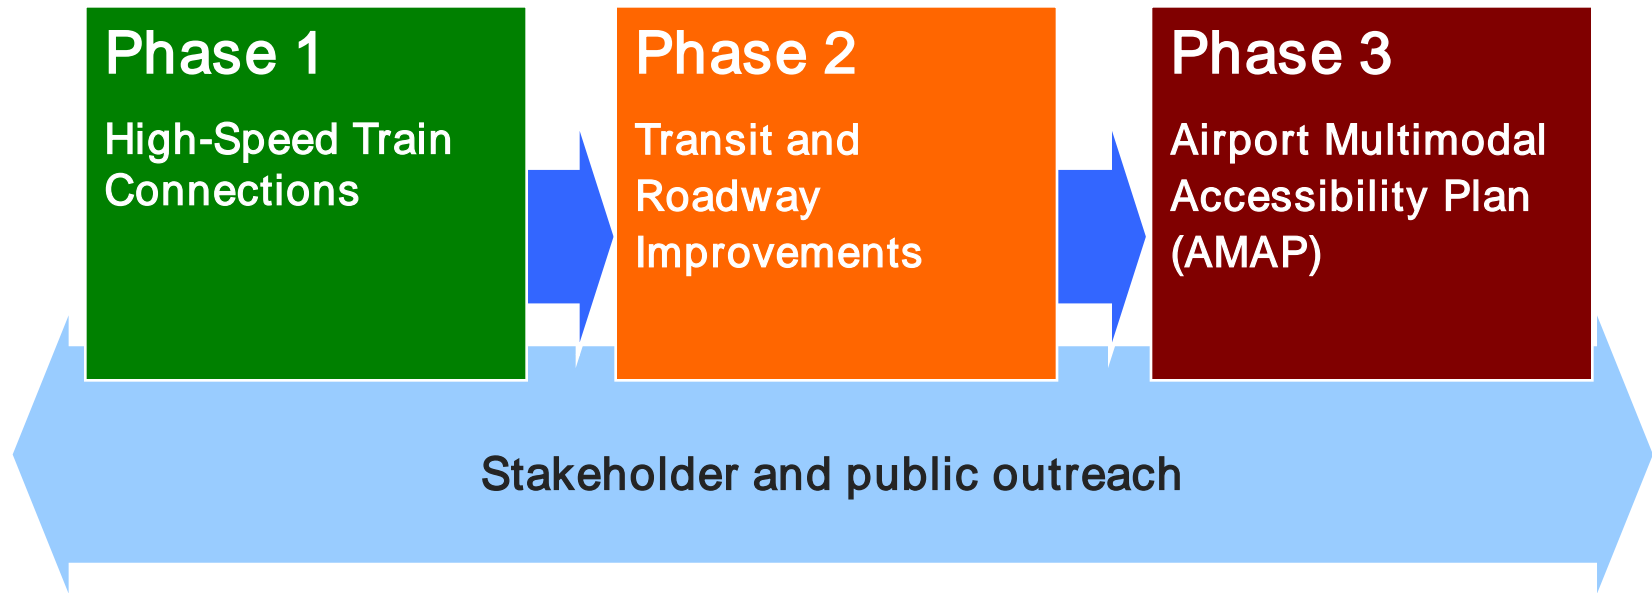 Phase 1
High-Speed Train
Connections
Phase 2
Transit and
Roadway
Improvements
Phase 3
Airport Multimodal
Accessibility Plan
(AMAP)
Stakeholder and public outreach